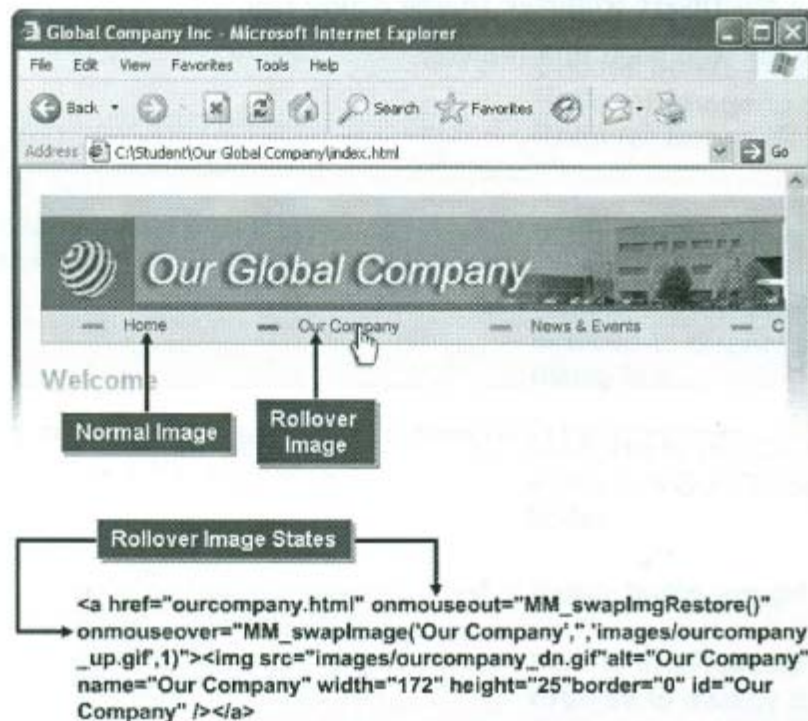 Global Company Inc - Microsoft Internet Explorer
File Edit View Favorites Tools Help
Back Search Favorites
Address C:\Student\Our Global Company\index.html Go
Our Global Company
Home Our Company News & Events C
Welcome
Normal Image
Rollover Image
Rollover Image States
<a href="ourcompany.html" onmouseout="MM_swapImgRestore()"
onmouseover="MM_swapImage('Our Company','','images/ourcompany
_up.gif',1)"><img src="images/ourcompany_dn.gif"alt="Our Company"
name="Our Company" width="172" height="25"border="0" id="Our
Company" /></a>